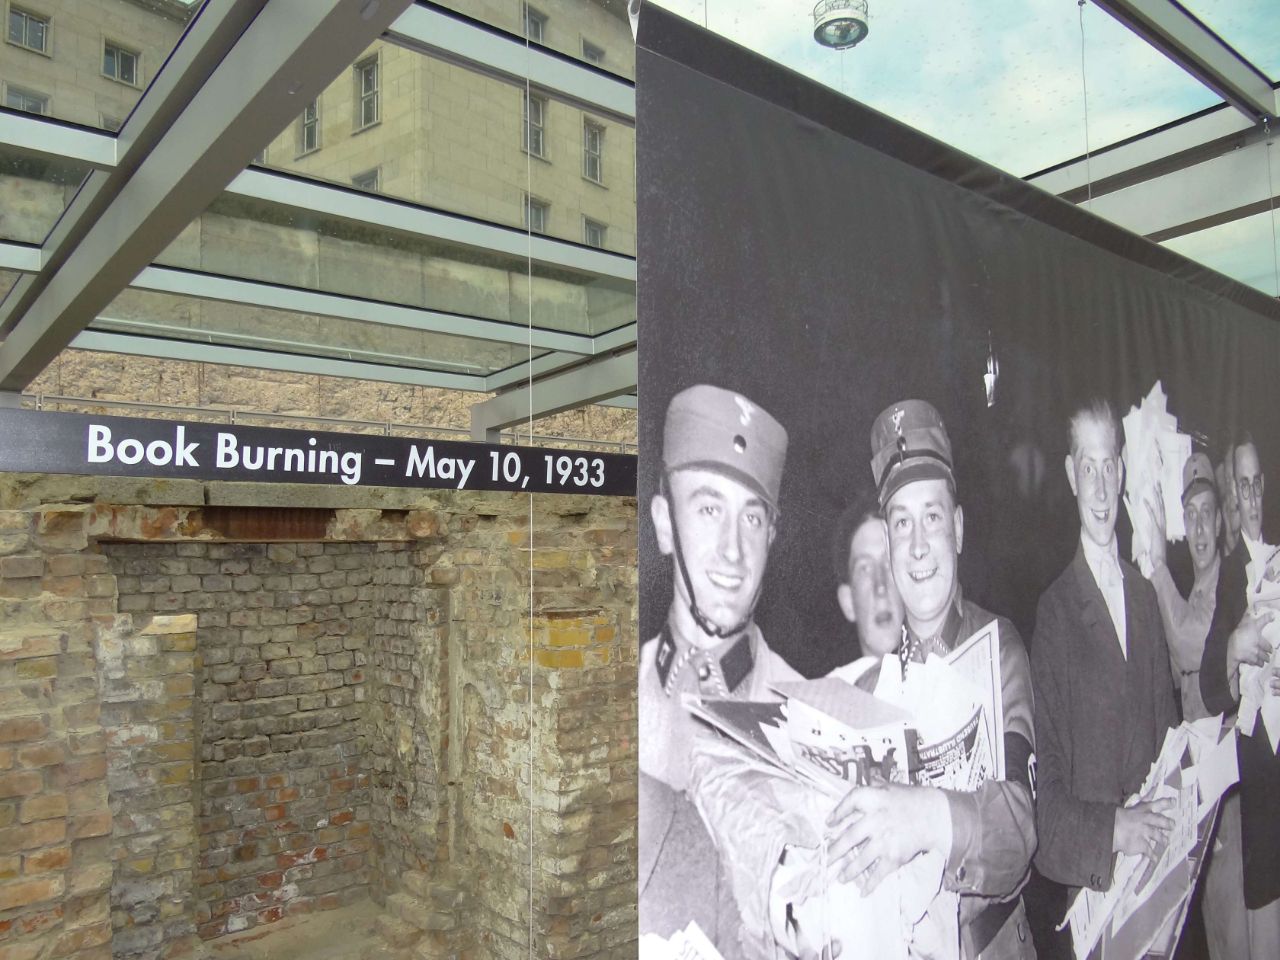 Book Burning – May 10, 1933